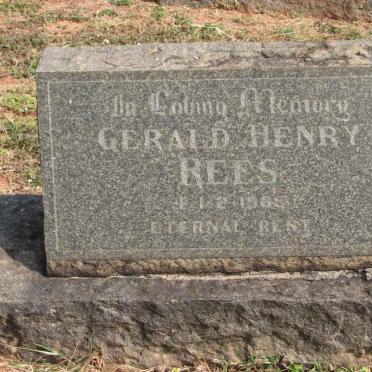 In Loving Memory
GERALD HENRY
REES
ETERNAL REST